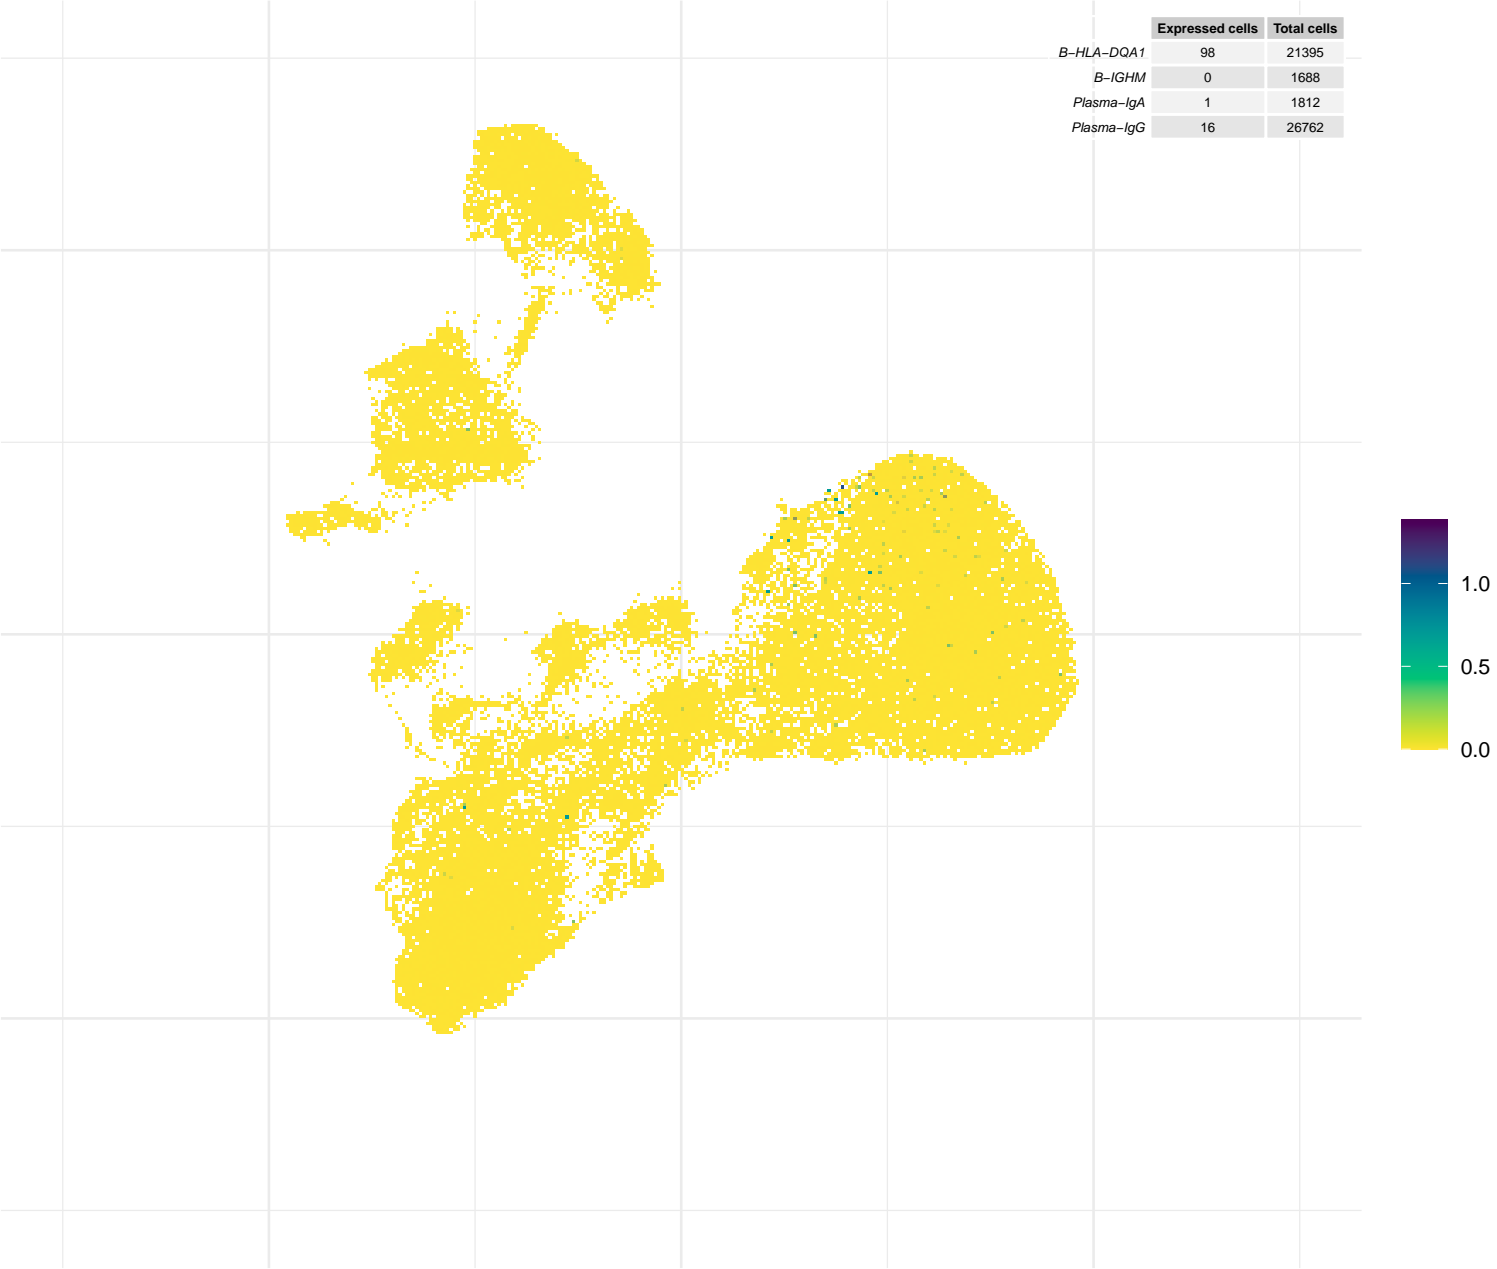 Expressed cells Total cells
B−HLA−DQA1 98 21395
B−IGHM 0 1688
Plasma−IgA 1 1812
Plasma−IgG 16 26762
1.0
0.5
0.0